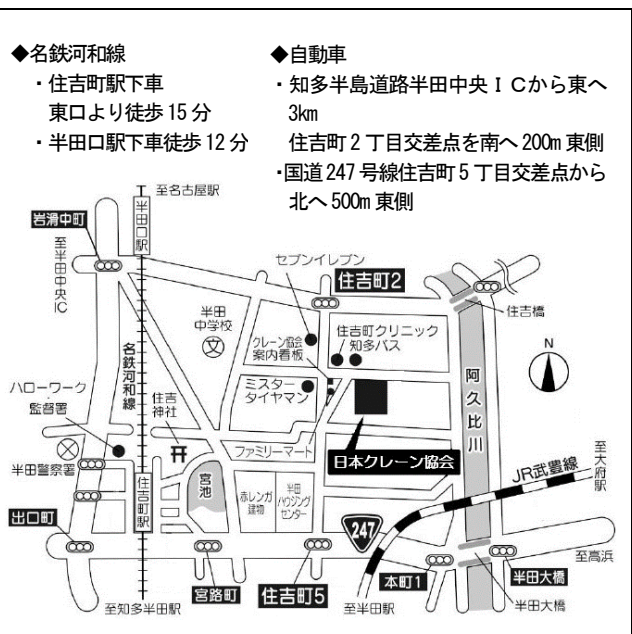 ◆名鉄河和線
・住吉町駅下車
東口より徒歩15分
・半田口駅下車徒歩12分
◆自動車
・知多半島道路半田中央ICから東へ
3km
住吉町2丁目交差点を南へ200m東側
・国道247号線住吉町5丁目交差点から
北へ500m東側
至名古屋駅
半田口駅
岩滑中町
至半田中央IC
セブンイレブン
住吉町2
住吉橋
半田
中学校
文
クレーン協会
案内看板
住吉町クリニック
知多バス
N
名鉄河和線
ミスター
タイヤマン
阿久比川
ハローワーク
監督署
住吉
神社
ファミリーマート
日本クレーン協会
半田警察署
住吉町駅
宮池
赤レンガ
建物
半田
ハウジング
センター
247
JR武豊線
至大府駅
出口町
宮路町
住吉町5
本町1
半田大橋
至高浜
至知多半田駅
至半田駅
半田大橋